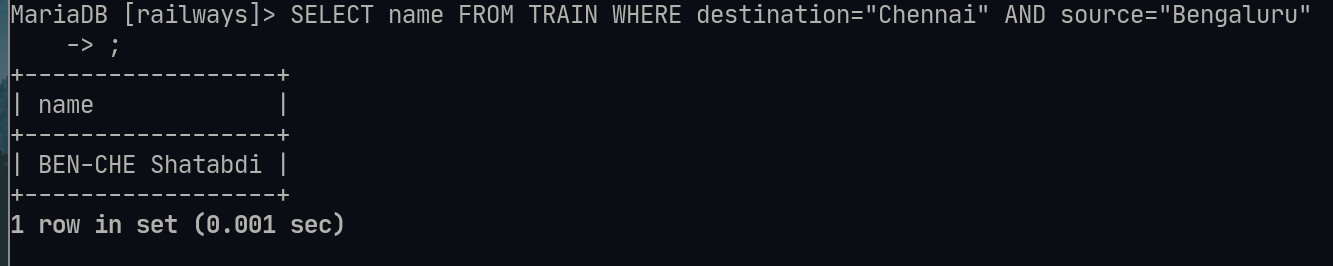 MariaDB [railways]> SELECT name FROM TRAIN WHERE destination="Chennai" AND source="Bengaluru"
    -> ;
+------------------+
| name             |
+------------------+
| BEN-CHE Shatabdi |
+------------------+
1 row in set (0.001 sec)